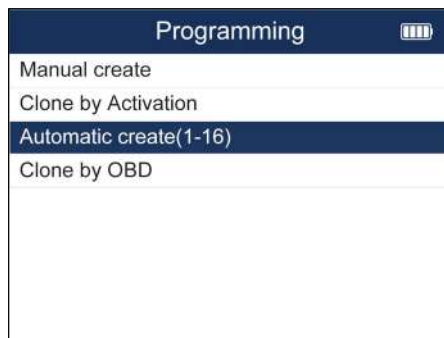 Programming
Manual create
Clone by Activation
Automatic create(1-16)
Clone by OBD